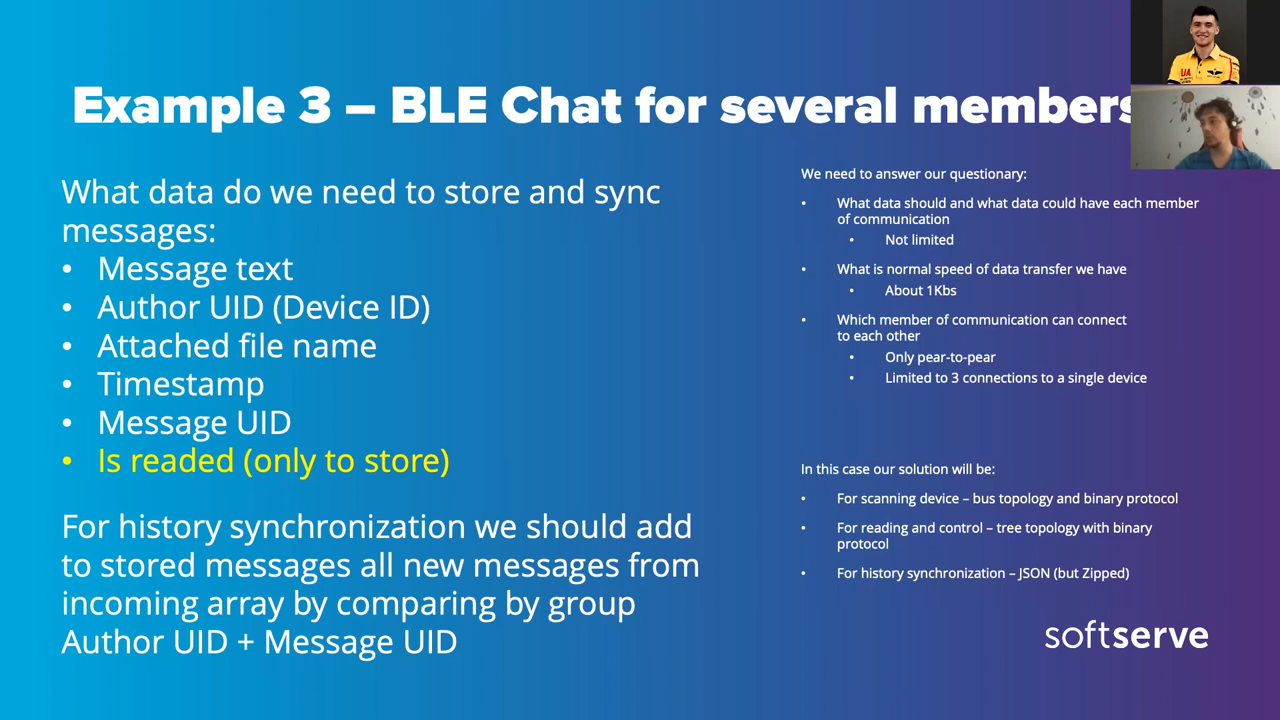 Example 3 – BLE Chat for several members
What data do we need to store and sync
messages:
• Message text
• Author UID (Device ID)
• Attached file name
• Timestamp
• Message UID
• Is readed (only to store)
For history synchronization we should add
to stored messages all new messages from
incoming array by comparing by group
Author UID + Message UID
We need to answer our questionary:
• What data should and what data could have each member
of communication
• Not limited
• What is normal speed of data transfer we have
• About 1Kbs
• Which member of communication can connect
to each other
• Only pear-to-pear
• Limited to 3 connections to a single device
In this case our solution will be:
• For scanning device – bus topology and binary protocol
• For reading and control – tree topology with binary
protocol
• For history synchronization – JSON (but Zipped)
softserve
UA